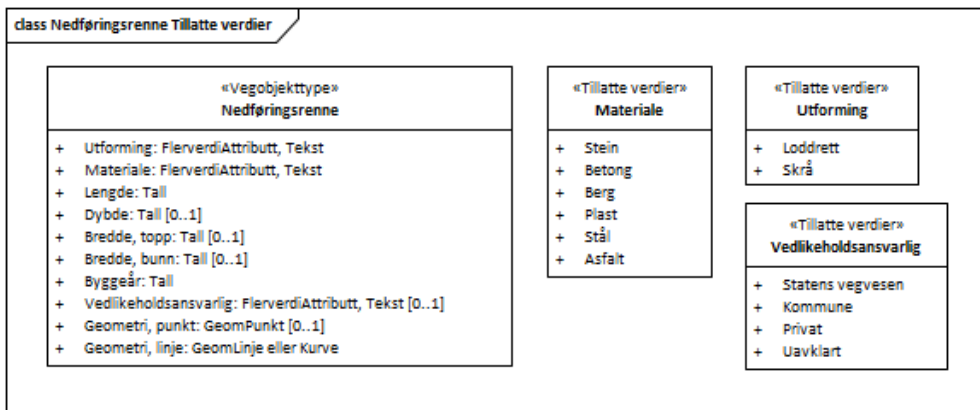 class Nedføringsrenne Tillatte verdier
«Vegobjekttype»
Nedføringsrenne
+ Utforming: FlerverdiAttributt, Tekst
+ Materiale: FlerverdiAttributt, Tekst
+ Lengde: Tall
+ Dybde: Tall [0..1]
+ Bredde, topp: Tall [0..1]
+ Bredde, bunn: Tall [0..1]
+ Byggeår: Tall
+ Vedlikeholdsansvarlig: FlerverdiAttributt, Tekst [0..1]
+ Geometri, punkt: GeomPunkt [0..1]
+ Geometri, linje: GeomLinje eller Kurve
«Tillatte verdier»
Materiale
+ Stein
+ Betong
+ Berg
+ Plast
+ Stål
+ Asfalt
«Tillatte verdier»
Utforming
+ Loddrett
+ Skrå
«Tillatte verdier»
Vedlikeholdsansvarlig
+ Statens vegvesen
+ Kommune
+ Privat
+ Uavklart